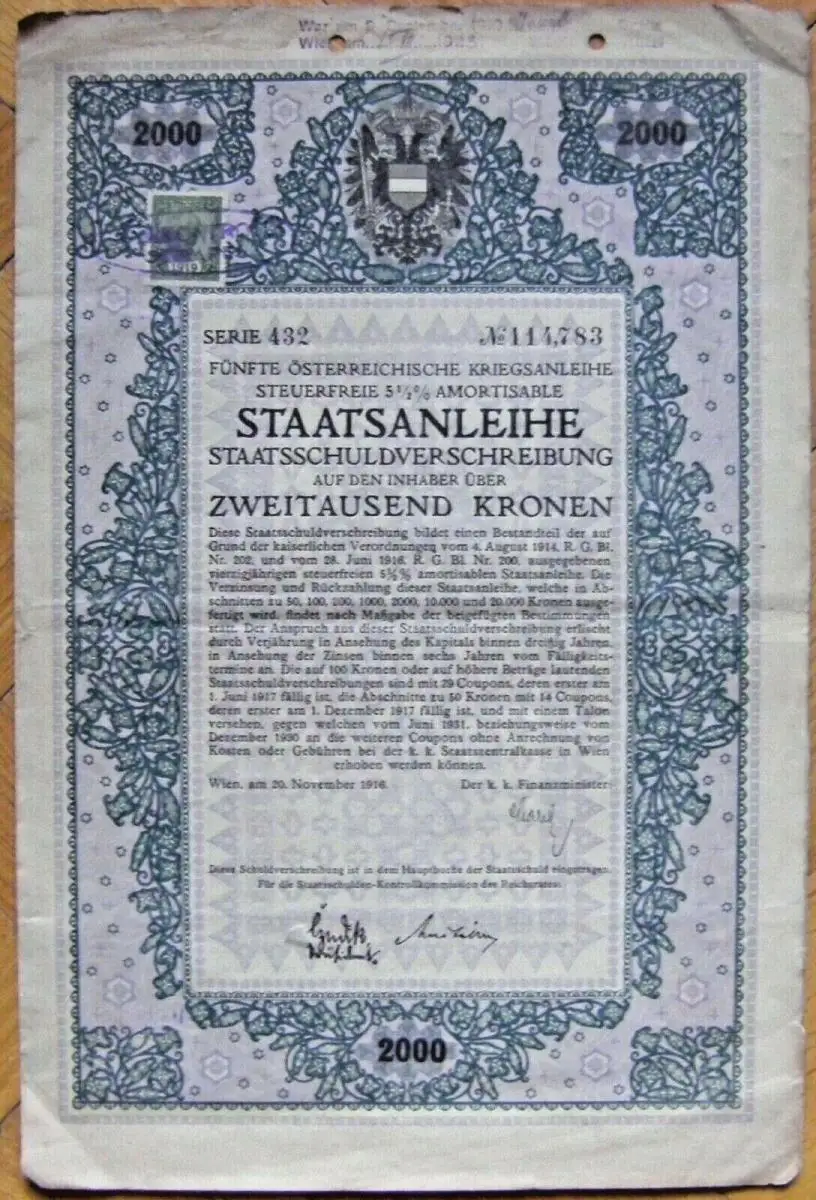 2000
2000
1919
SERIE 432 № 114,783
FÜNFTE ÖSTERREICHISCHE KRIEGSANLEIHE
STEUERFREIE 5½% AMORTISABLE
STAATSANLEIHE
STAATSSCHULDVERSCHREIBUNG
AUF DEN INHABER ÜBER
ZWEITAUSEND KRONEN
Diese Staatsschuldverschreibung bildet einen Bestandteil der auf
Grund der kaiserlichen Verordnungen vom 4. August 1914, R. G. Bl.
Nr. 202, und vom 28. Juni 1916, R. G. Bl. Nr. 200, ausgegebenen
vierzigjährigen steuerfreien 5½% amortisablen Staatsanleihe. Die
Verzinsung und Rückzahlung dieser Staatsanleihe, welche in Ab-
schnitten zu 50, 100, 200, 1000, 2000, 10.000 und 20.000 Kronen ausge-
fertigt wird, findet nach Maßgabe der beigefügten Bestimmungen
statt. Der Anspruch aus dieser Staatsschuldverschreibung erlischt
durch Verjährung in Ansehung des Kapitals binnen dreißig Jahren,
in Ansehung der Zinsen binnen sechs Jahren vom Fälligkeits-
termine an. Die auf 100 Kronen oder auf höhere Beträge lautenden
Staatsschuldverschreibungen sind mit 29 Coupons, deren erster am
1. Juni 1917 fällig ist, die Abschnitte zu 50 Kronen mit 14 Coupons,
deren erster am 1. Dezember 1917 fällig ist, und mit einem Talon
versehen, gegen welchen vom Juni 1931, beziehungsweise vom
Dezember 1930 an die weiteren Coupons ohne Anrechnung von
Kosten oder Gebühren bei der k. k. Staatszentralkasse in Wien
erhoben werden können.
Wien, am 20. November 1916. Der k. k. Finanzminister:
Diese Schuldverschreibung ist in dem Hauptbuche der Staatsschuld eingetragen.
Für die Staatsschulden-Kontrollkommission des Reichsrates:
2000